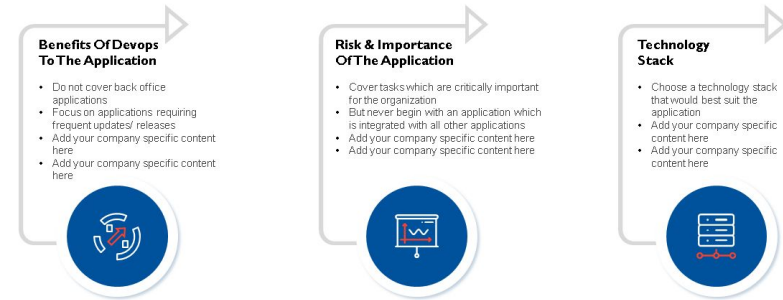 Benefits Of Devops
To The Application
• Do not cover back office
applications
• Focus on applications requiring
frequent updates/ releases
• Add your company specific content
here
• Add your company specific content
here
Risk & Importance
Of The Application
• Cover tasks which are critically important
for the organization
• But never begin with an application which
is integrated with all other applications
• Add your company specific content here
• Add your company specific content here
Technology
Stack
• Choose a technology stack
that would best suit the
application
• Add your company specific
content here
• Add your company specific
content here